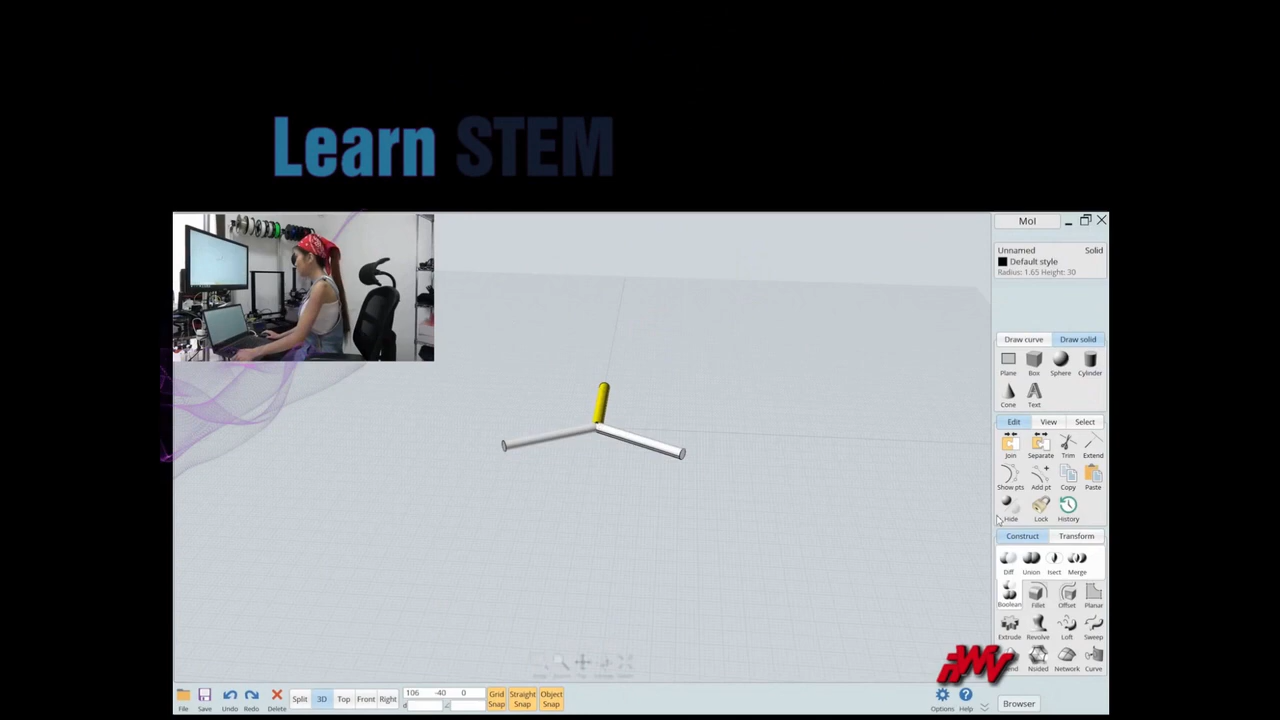 Learn STEM
MoI
Unnamed Solid
Default style
Radius: 1.65 Height: 30
Draw curve Draw solid
Plane Box Sphere Cylinder
Cone Text
Edit View Select
Join Separate Trim Extend
Show pts Add pt Copy Paste
Hide Lock History
Construct Transform
Diff Union Isect Merge
Boolean Fillet Offset Planar
Extrude Revolve Loft Sweep
Nsided Network Curve
File Save Undo Redo Delete Split 3D Top Front Right
106 -40 0
d
Grid Snap Straight Snap Object Snap
Options Help
Browser